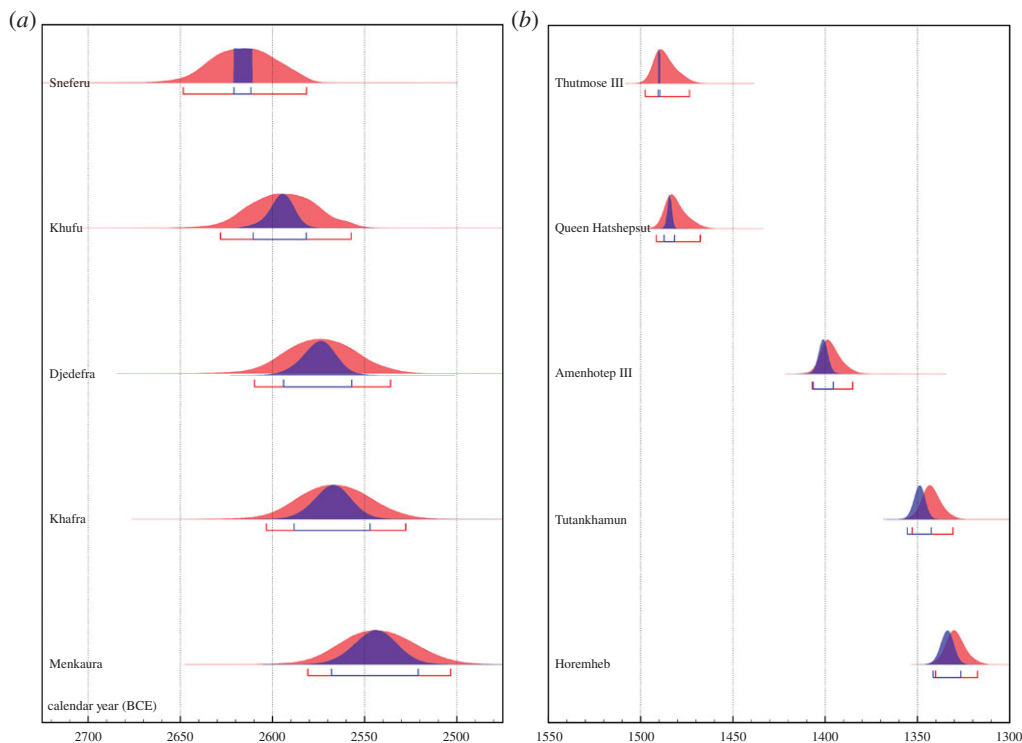 (a)
Sneferu
Khufu
Djedefra
Khafra
Menkaura
calendar year (BCE)
2700 2650 2600 2550 2500
(b)
Thutmose III
Queen Hatshepsut
Amenhotep III
Tutankhamun
Horemheb
1550 1500 1450 1400 1350 1300